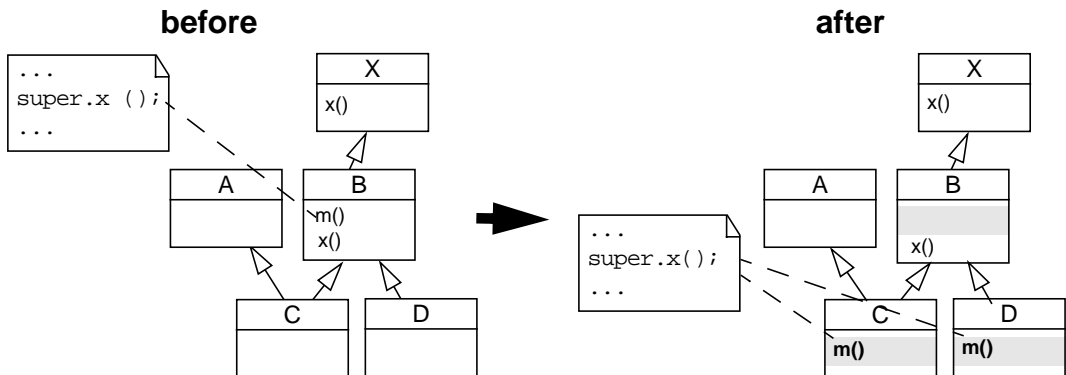 before
...
super.x ();
...
X
x()
A
B
m()
x()
C
D
after
X
x()
A
B
x()
...
super.x();
...
C
m()
D
m()